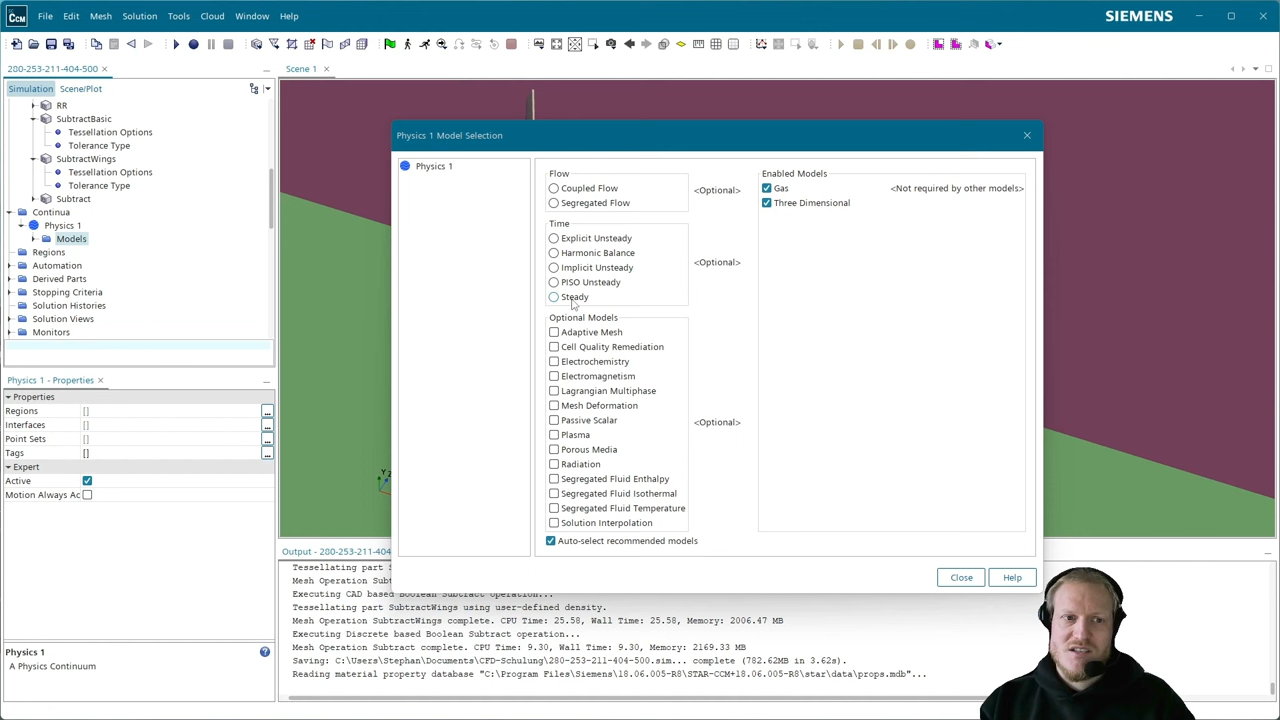 CCM File Edit Mesh Solution Tools Cloud Window Help SIEMENS
280-253-211-404-500
Scene 1
Simulation Scene/Plot
RR
SubtractBasic
Tessellation Options
Tolerance Type
SubtractWings
Tessellation Options
Tolerance Type
Subtract
Continua
Physics 1
Models
Regions
Automation
Derived Parts
Stopping Criteria
Solution Histories
Solution Views
Monitors
Physics 1 - Properties
Properties
Regions []
Interfaces []
Point Sets []
Tags []
Expert
Active
Motion Always Ac
Physics 1
A Physics Continuum
Physics 1 Model Selection
Physics 1
Flow
Coupled Flow
Segregated Flow
<Optional>
Time
Explicit Unsteady
Harmonic Balance
Implicit Unsteady
PISO Unsteady
Steady
<Optional>
Optional Models
Adaptive Mesh
Cell Quality Remediation
Electrochemistry
Electromagnetism
Lagrangian Multiphase
Mesh Deformation
Passive Scalar
Plasma
Porous Media
Radiation
Segregated Fluid Enthalpy
Segregated Fluid Isothermal
Segregated Fluid Temperature
Solution Interpolation
<Optional>
Auto-select recommended models
Enabled Models
Gas <Not required by other models>
Three Dimensional
Close Help
Y
Z
Output - 280-253-211-404
Tessellating part S
Mesh Operation Subt
Executing CAD based Boolean Subtract operation...
Tessellating part SubtractWings using user-defined density.
Mesh Operation SubtractWings complete. CPU Time: 25.58, Wall Time: 25.58, Memory: 2006.47 MB
Executing Discrete based Boolean Subtract operation...
Mesh Operation Subtract complete. CPU Time: 9.30, Wall Time: 9.30, Memory: 2169.33 MB
Saving: C:\Users\Stephan\Documents\CFD-Schulung\280-253-211-404-500.sim... complete (782.62MB in 3.62s).
Reading material property database "C:\Program Files\Siemens\18.06.005-R8\STAR-CCM+18.06.005-R8\star\data\props.mdb"...